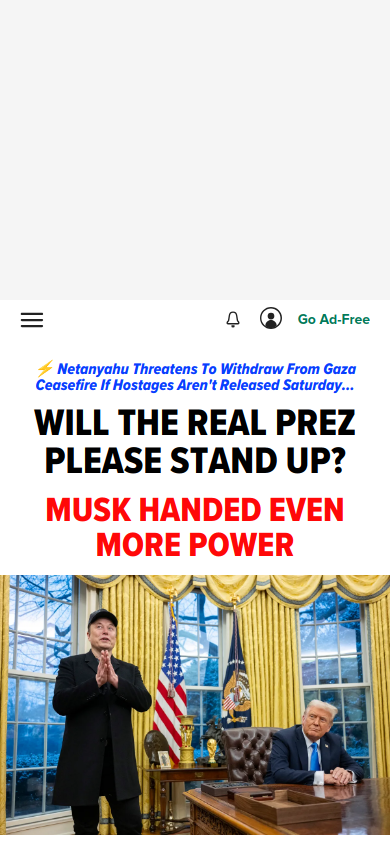 Go Ad-Free
⚡ Netanyahu Threatens To Withdraw From Gaza
Ceasefire If Hostages Aren't Released Saturday...
WILL THE REAL PREZ
PLEASE STAND UP?
MUSK HANDED EVEN
MORE POWER